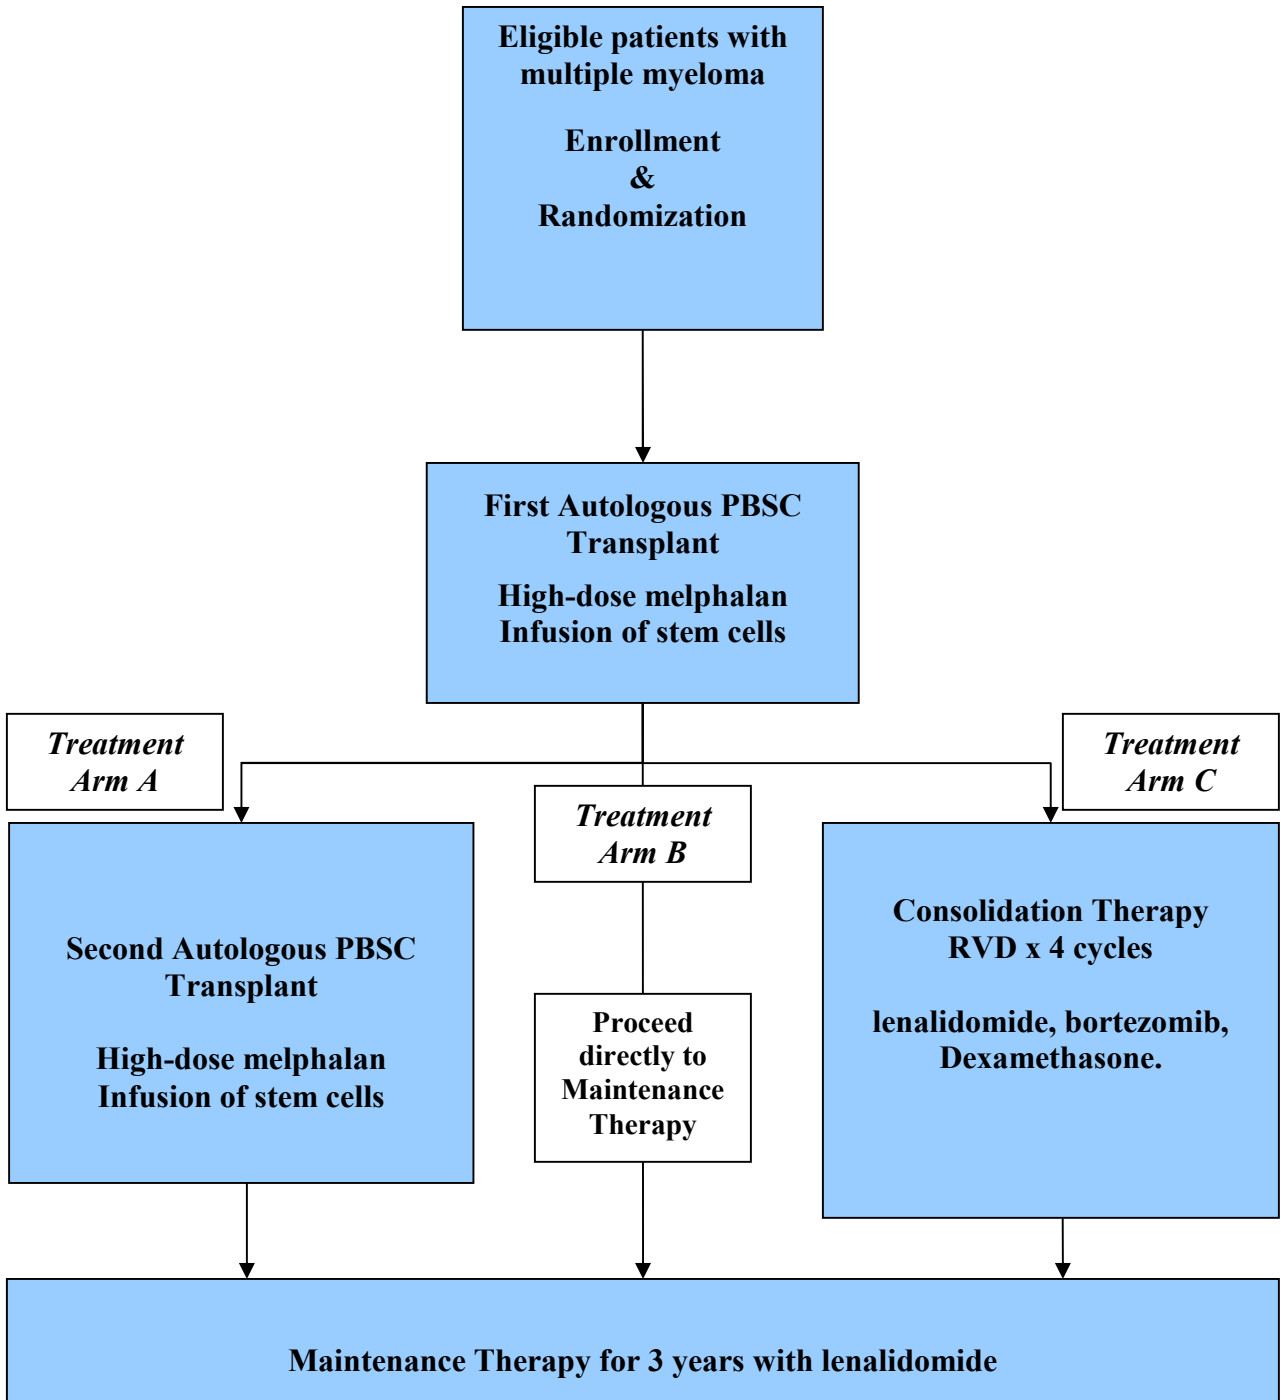 Eligible patients with
multiple myeloma
Enrollment
&
Randomization
First Autologous PBSC
Transplant
High-dose melphalan
Infusion of stem cells
Treatment
Arm A
Treatment
Arm B
Treatment
Arm C
Second Autologous PBSC
Transplant
High-dose melphalan
Infusion of stem cells
Proceed
directly to
Maintenance
Therapy
Consolidation Therapy
RVD x 4 cycles
lenalidomide, bortezomib,
Dexamethasone.
Maintenance Therapy for 3 years with lenalidomide